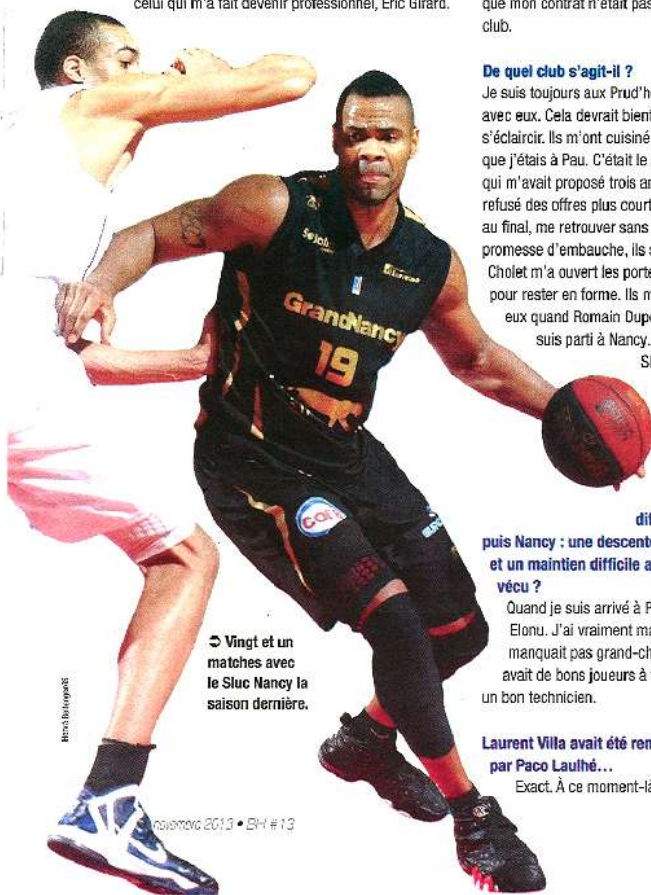 celui qui m'a fait devenir professionnel, Eric Girard.
que mon contrat n'était pas
club.
De quel club s'agit-il ?
Je suis toujours aux Prud'h
avec eux. Cela devrait bient
s'éclaircir. Ils m'ont cuisiné
que j'étais à Pau. C'était le
qui m'avait proposé trois an
refusé des offres plus court
au final, me retrouver sans
promesse d'embauche, ils s
Cholet m'a ouvert les porte
pour rester en forme. Ils m
eux quand Romain Dup
suis parti à Nancy.
dif
puis Nancy : une descent
et un maintien difficile a
vécu ?
Quand je suis arrivé à P
Elonu. J'ai vraiment ma
manquait pas grand-ch
avait de bons joueurs à
un bon technicien.
Laurent Villa avait été rem
par Paco Laulhé…
Exact. À ce moment-là
GrandNancy
19
➲ Vingt et un
matches avec
le Sluc Nancy la
saison dernière.
novembre 2013 • BH #13